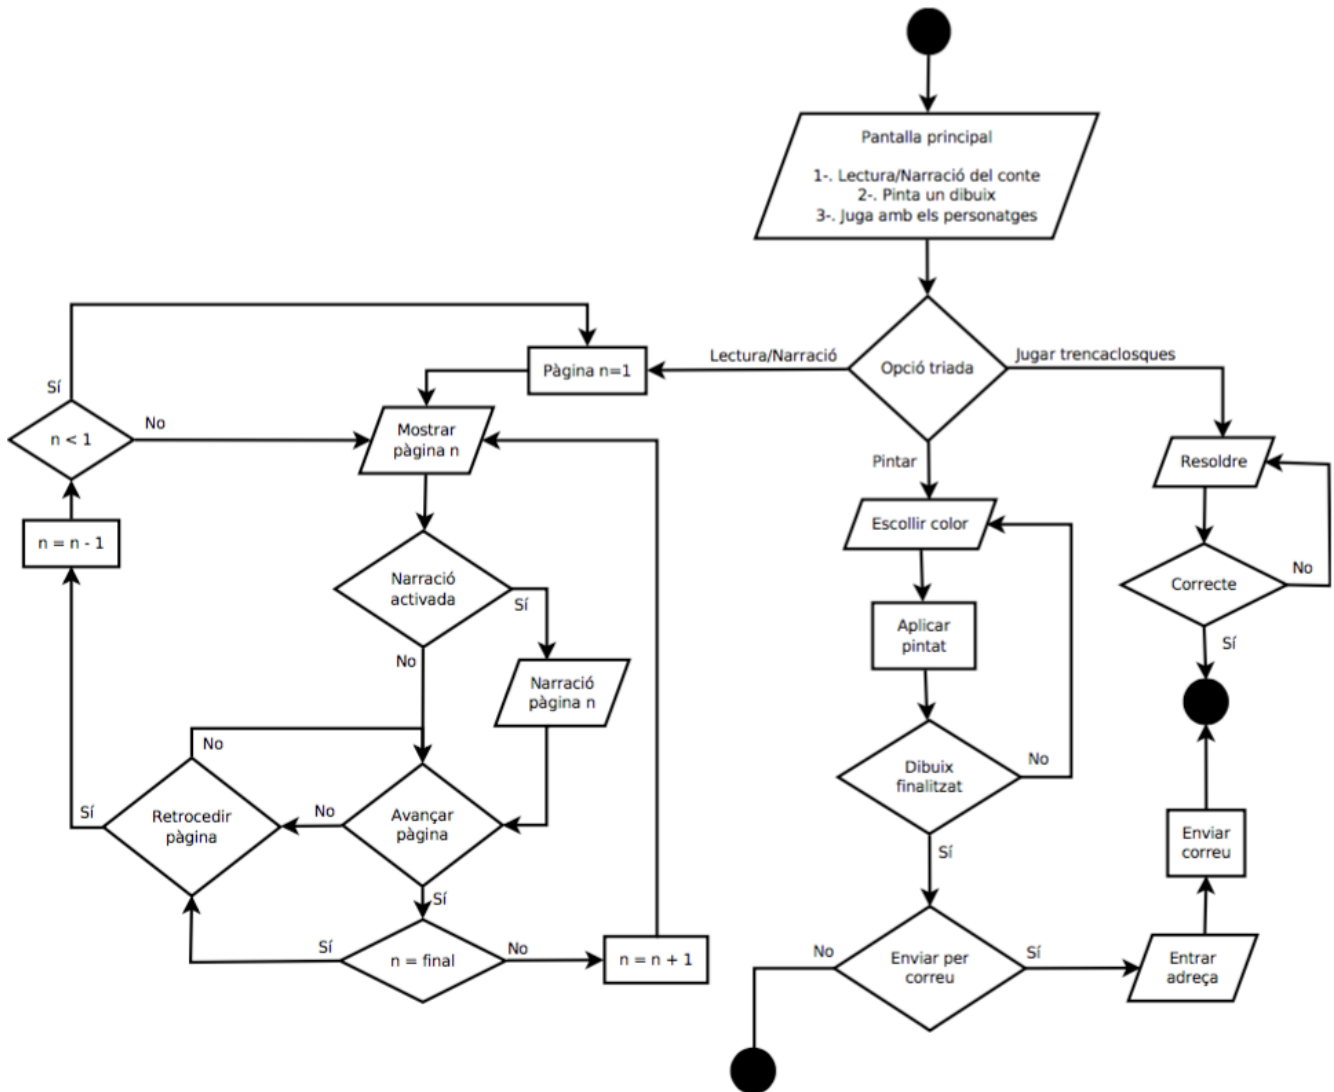 Pantalla principal
1-. Lectura/Narració del conte
2-. Pinta un dibuix
3-. Juga amb els personatges
Opció triada
Lectura/Narració
Jugar trencaclosques
Pintar
Pàgina n=1
Sí
n < 1
No
Mostrar
pàgina n
n = n - 1
Narració
activada
Sí
No
Narració
pàgina n
No
Sí
Retrocedir
pàgina
No
Avançar
pàgina
Sí
Sí
n = final
No
n = n + 1
Escollir color
Aplicar
pintat
Dibuix
finalitzat
No
Sí
No
Enviar per
correu
Sí
Entrar
adreça
Enviar
correu
Resoldre
Correcte
No
Sí